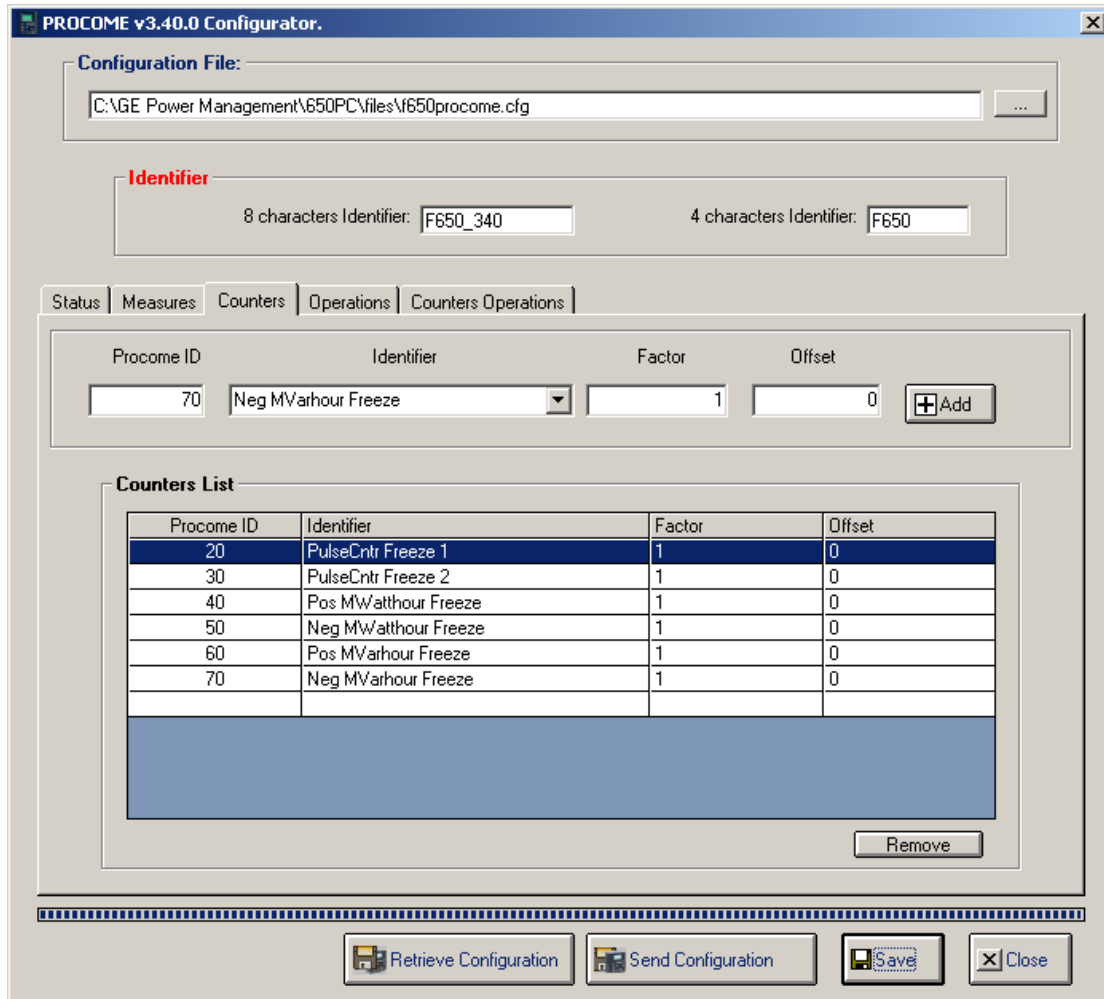 PROCOME v3.40.0 Configurator.
Configuration File:
C:\GE Power Management\650PC\files\f650procome.cfg ...
Identifier
8 characters Identifier: F650_340 4 characters Identifier: F650
Status Measures Counters Operations Counters Operations
Procome ID Identifier Factor Offset
70 Neg MVarhour Freeze 1 0 Add
Counters List
Procome ID Identifier Factor Offset
20 PulseCntr Freeze 1 1 0
30 PulseCntr Freeze 2 1 0
40 Pos MWatthour Freeze 1 0
50 Neg MWatthour Freeze 1 0
60 Pos MVarhour Freeze 1 0
70 Neg MVarhour Freeze 1 0
Remove
Retrieve Configuration Send Configuration Save Close